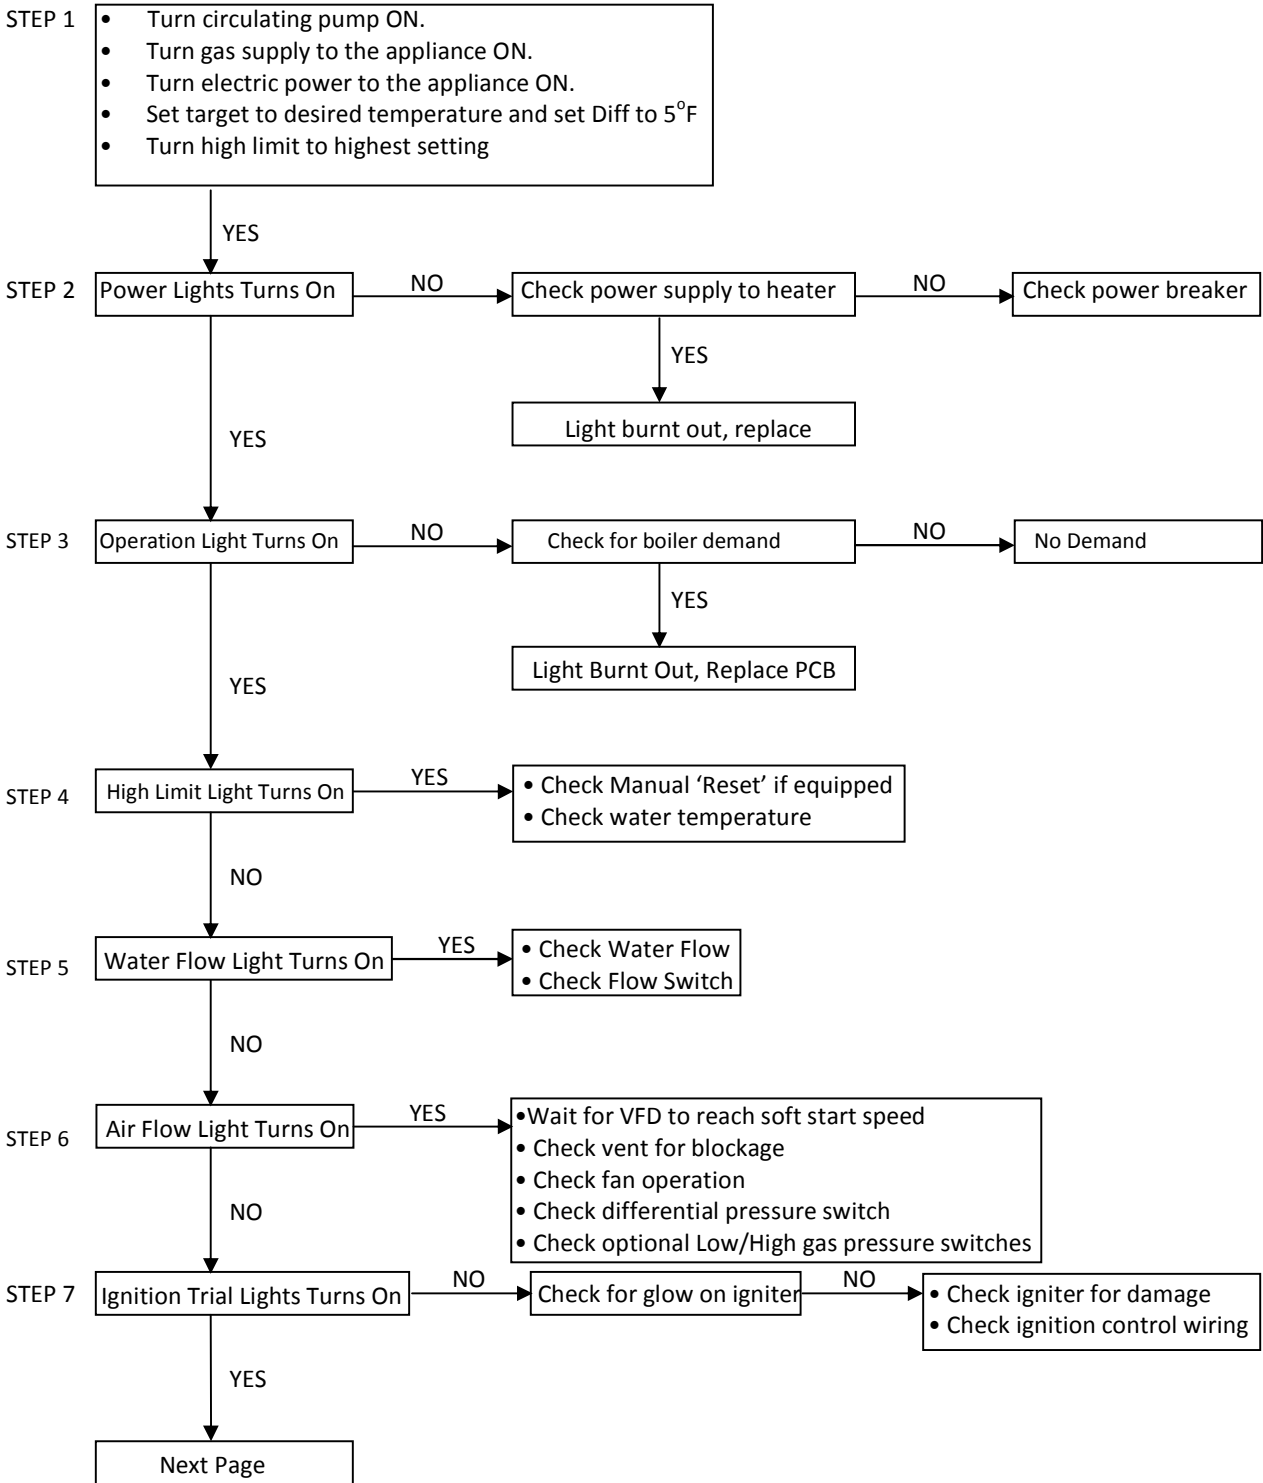 STEP 1
• Turn circulating pump ON.
• Turn gas supply to the appliance ON.
• Turn electric power to the appliance ON.
• Set target to desired temperature and set Diff to 5°F
• Turn high limit to highest setting
YES
STEP 2
Power Lights Turns On
NO
Check power supply to heater
NO
Check power breaker
YES
Light burnt out, replace
YES
STEP 3
Operation Light Turns On
NO
Check for boiler demand
NO
No Demand
YES
Light Burnt Out, Replace PCB
YES
STEP 4
High Limit Light Turns On
YES
• Check Manual ‘Reset’ if equipped
• Check water temperature
NO
STEP 5
Water Flow Light Turns On
YES
• Check Water Flow
• Check Flow Switch
NO
STEP 6
Air Flow Light Turns On
YES
•Wait for VFD to reach soft start speed
• Check vent for blockage
• Check fan operation
• Check differential pressure switch
• Check optional Low/High gas pressure switches
NO
STEP 7
Ignition Trial Lights Turns On
NO
Check for glow on igniter
NO
• Check igniter for damage
• Check ignition control wiring
YES
Next Page